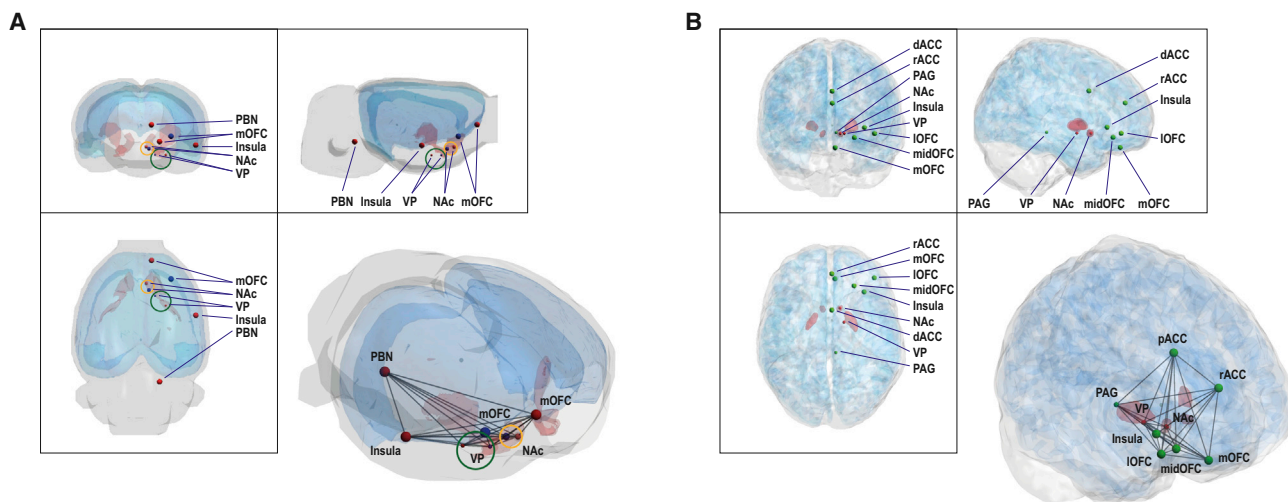 A
PBN
mOFC
Insula
NAc
VP
PBN Insula VP NAc mOFC
mOFC
NAc
VP
Insula
PBN
PBN
mOFC
mOFC
Insula
VP
NAc
B
dACC
rACC
PAG
NAc
Insula
VP
lOFC
midOFC
mOFC
dACC
rACC
Insula
lOFC
PAG VP NAc midOFC mOFC
rACC
mOFC
lOFC
midOFC
Insula
NAc
dACC
VP
PAG
pACC
rACC
PAG
VP
NAc
Insula
lOFC
midOFC
mOFC